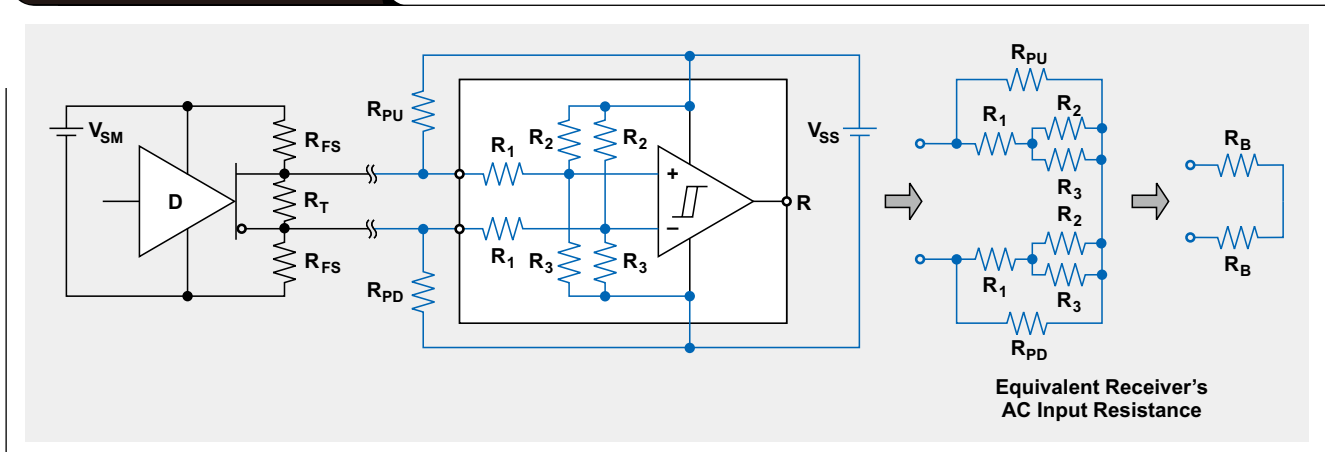 V_SM
D
R_FS
R_T
R_FS
R_PU
R_PD
R_1
R_2
R_2
+
−
R_1
R_3
R_3
R
V_SS
R_PU
R_1
R_2
R_3
R_2
R_1
R_3
R_PD
Equivalent Receiver’s
AC Input Resistance
R_B
R_B